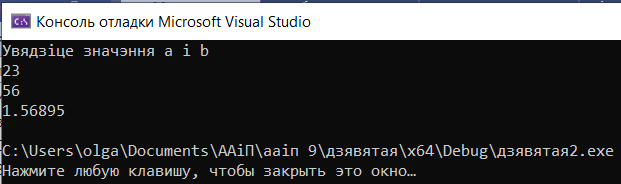 Консоль отладки Microsoft Visual Studio
Увядзіце значэння a i b
23
56
1.56895
C:\Users\olga\Documents\ААіП\ааіп 9\дзявятая\x64\Debug\дзявятая2.exe
Нажмите любую клавишу, чтобы закрыть это окно…